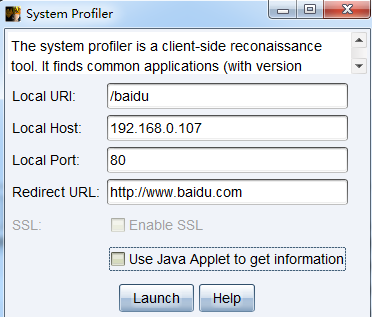 System Profiler
The system profiler is a client-side reconaissance
tool. It finds common applications (with version
Local URI: /baidu
Local Host: 192.168.0.107
Local Port: 80
Redirect URL: http://www.baidu.com
SSL: Enable SSL
Use Java Applet to get information
Launch Help